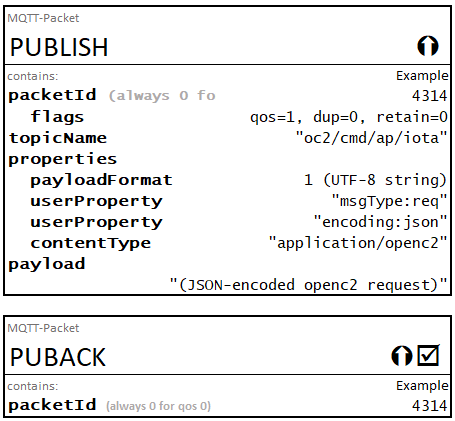 MQTT-Packet
PUBLISH
contains: Example
packetId (always 0 fo 4314
flags qos=1, dup=0, retain=0
topicName "oc2/cmd/ap/iota"
properties
payloadFormat 1 (UTF-8 string)
userProperty "msgType:req"
userProperty "encoding:json"
contentType "application/openc2"
payload
"(JSON-encoded openc2 request)"
MQTT-Packet
PUBACK
contains: Example
packetId (always 0 for qos 0) 4314